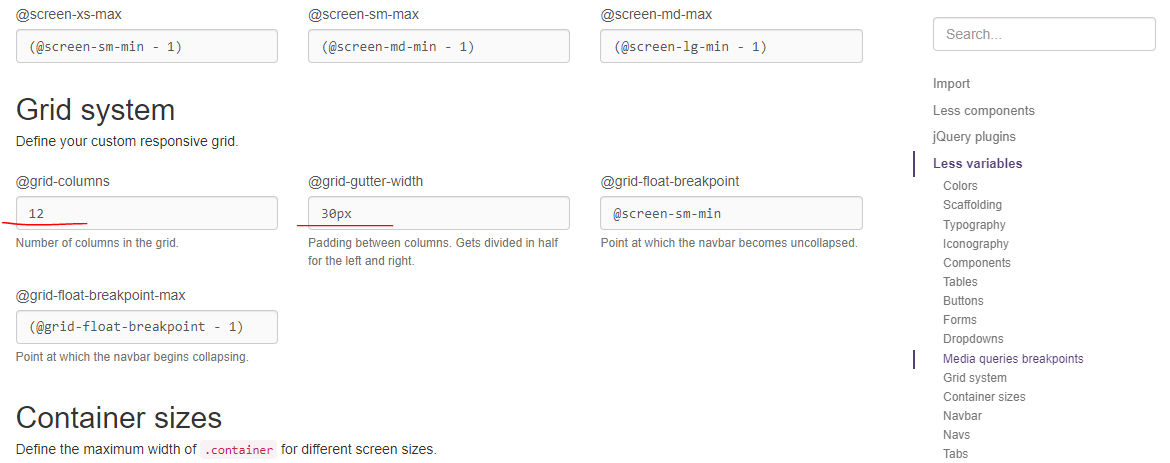 @screen-xs-max
@screen-sm-max
@screen-md-max
(@screen-sm-min - 1)
(@screen-md-min - 1)
(@screen-lg-min - 1)
Grid system
Define your custom responsive grid.
@grid-columns
@grid-gutter-width
@grid-float-breakpoint
12
30px
@screen-sm-min
Number of columns in the grid.
Padding between columns. Gets divided in half
for the left and right.
Point at which the navbar becomes uncollapsed.
@grid-float-breakpoint-max
(@grid-float-breakpoint - 1)
Point at which the navbar begins collapsing.
Container sizes
Define the maximum width of .container for different screen sizes.
Search...
Import
Less components
jQuery plugins
Less variables
Colors
Scaffolding
Typography
Iconography
Components
Tables
Buttons
Forms
Dropdowns
Media queries breakpoints
Grid system
Container sizes
Navbar
Navs
Tabs